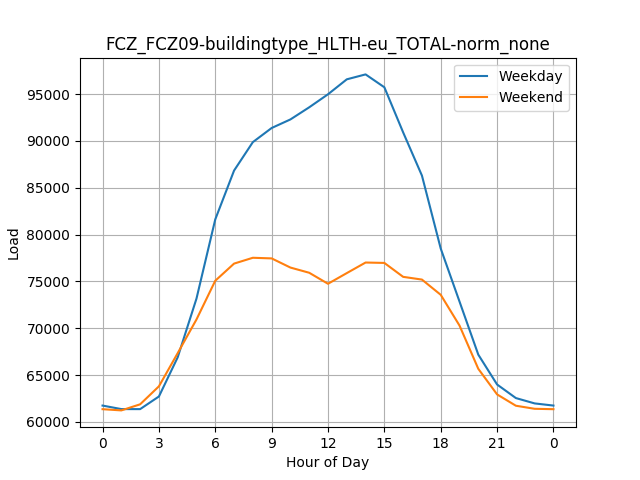 FCZ_FCZ09-buildingtype_HLTH-eu_TOTAL-norm_none
Weekday
Weekend
95000
90000
85000
80000
75000
70000
65000
60000
Load
0 3 6 9 12 15 18 21 0
Hour of Day